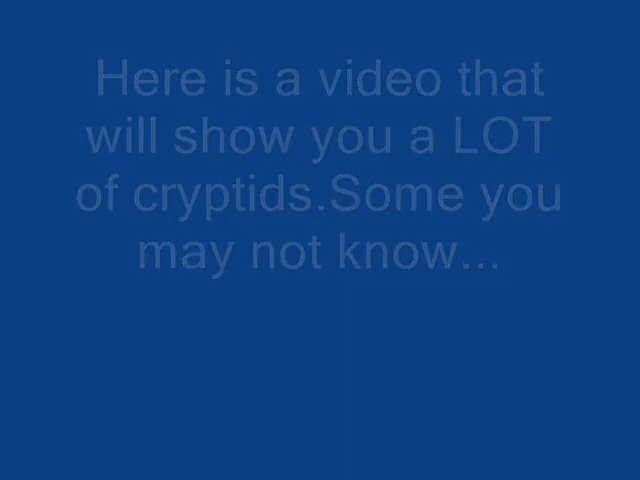 Here is a video that
will show you a LOT
of cryptids.Some you
may not know...